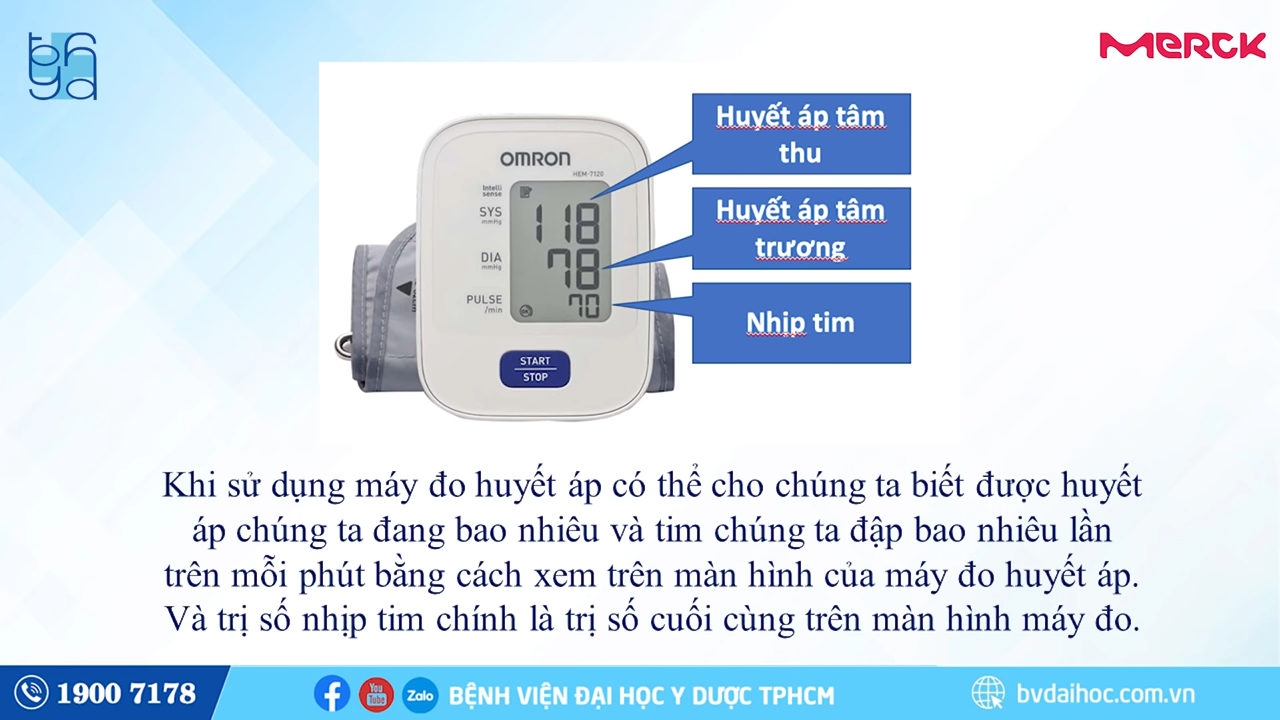 MERCK
OMRON
HEM-7120
Intelli
sense
SYS
mmHg
118
DIA
mmHg
78
PULSE
/min
70
OK
START
STOP
Huyết áp tâm
thu
Huyết áp tâm
trương
Nhịp tim
Khi sử dụng máy đo huyết áp có thể cho chúng ta biết được huyết
áp chúng ta đang bao nhiêu và tim chúng ta đập bao nhiêu lần
trên mỗi phút bằng cách xem trên màn hình của máy đo huyết áp.
Và trị số nhịp tim chính là trị số cuối cùng trên màn hình máy đo.
1900 7178
You
Tube
Zalo
BỆNH VIỆN ĐẠI HỌC Y DƯỢC TPHCM
bvdaihoc.com.vn